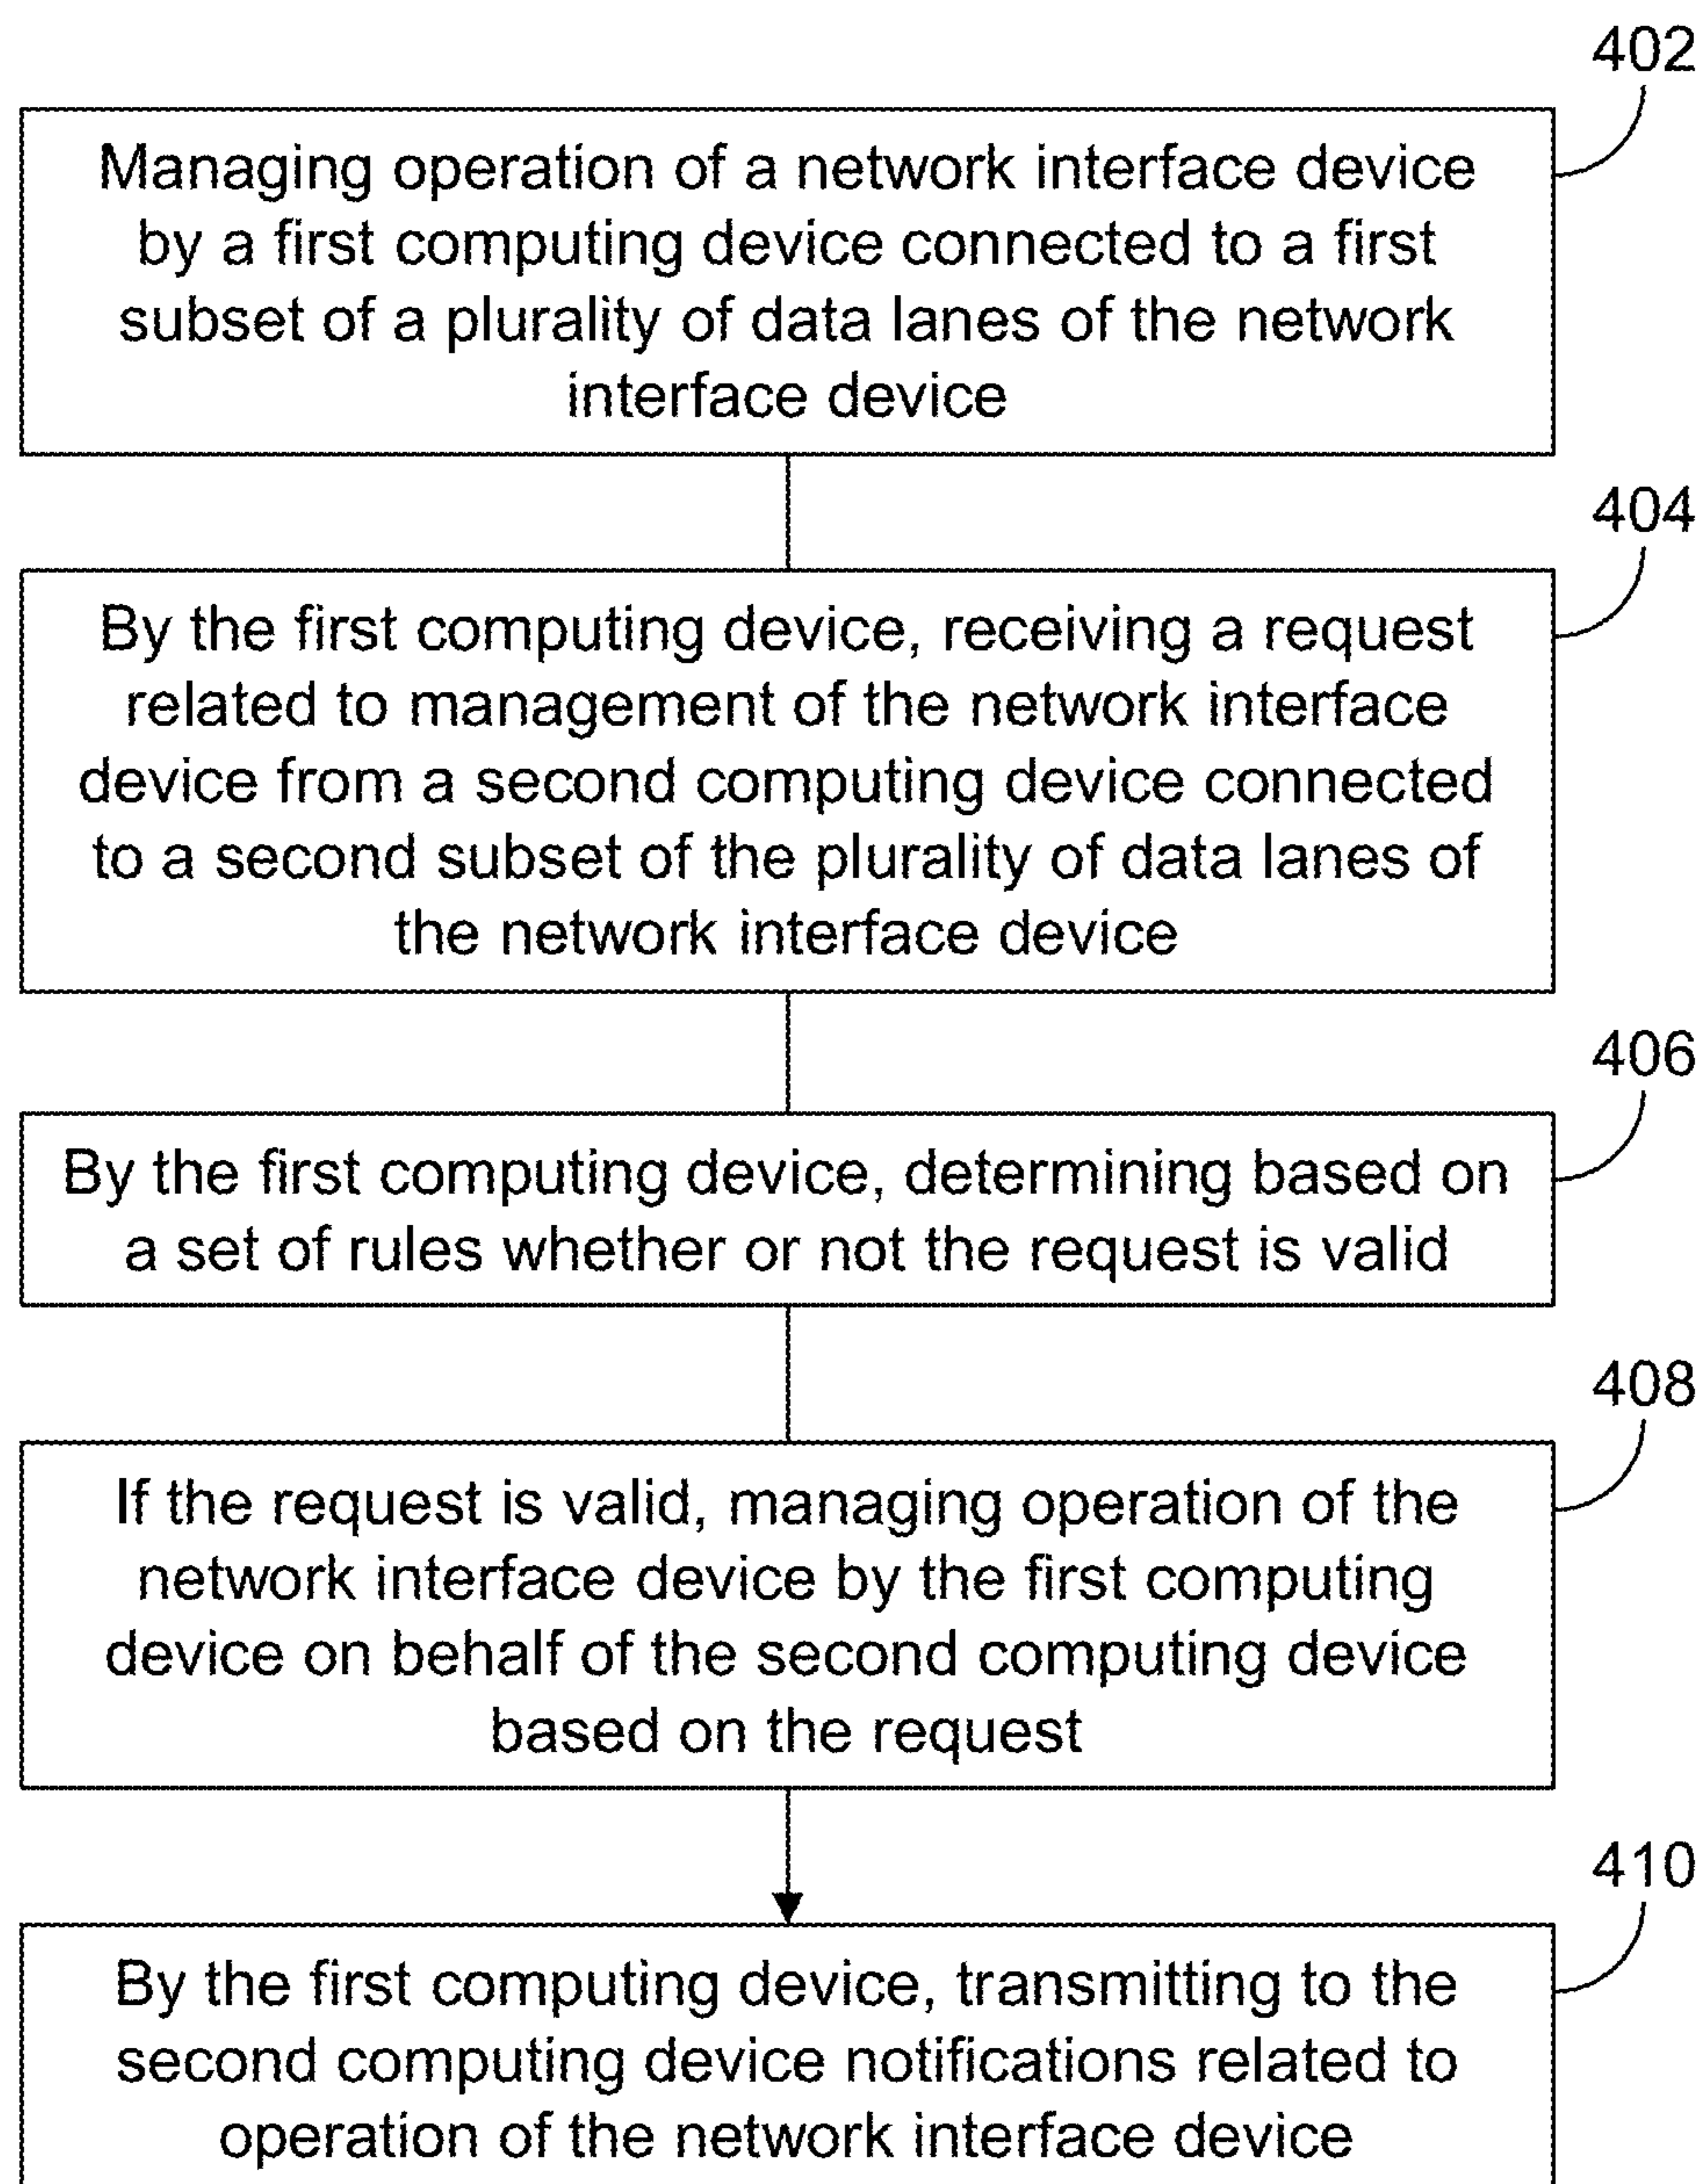 402
Managing operation of a network interface device
by a first computing device connected to a first
subset of a plurality of data lanes of the network
interface device
404
By the first computing device, receiving a request
related to management of the network interface
device from a second computing device connected
to a second subset of the plurality of data lanes of
the network interface device
406
By the first computing device, determining based on
a set of rules whether or not the request is valid
408
If the request is valid, managing operation of the
network interface device by the first computing
device on behalf of the second computing device
based on the request
410
By the first computing device, transmitting to the
second computing device notifications related to
operation of the network interface device